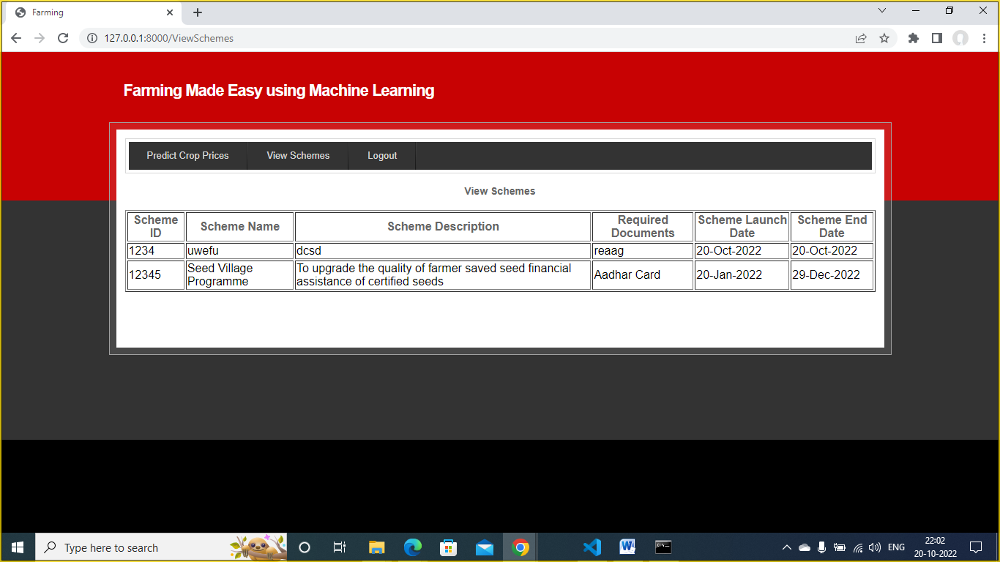 Farming
127.0.0.1:8000/ViewSchemes
Farming Made Easy using Machine Learning
Predict Crop Prices View Schemes Logout
View Schemes
Scheme ID Scheme Name Scheme Description Required Documents Scheme Launch Date Scheme End Date
1234 uwefu dcsd reaag 20-Oct-2022 20-Oct-2022
12345 Seed Village Programme To upgrade the quality of farmer saved seed financial assistance of certified seeds Aadhar Card 20-Jan-2022 29-Dec-2022
Type here to search
ENG
22:02
20-10-2022